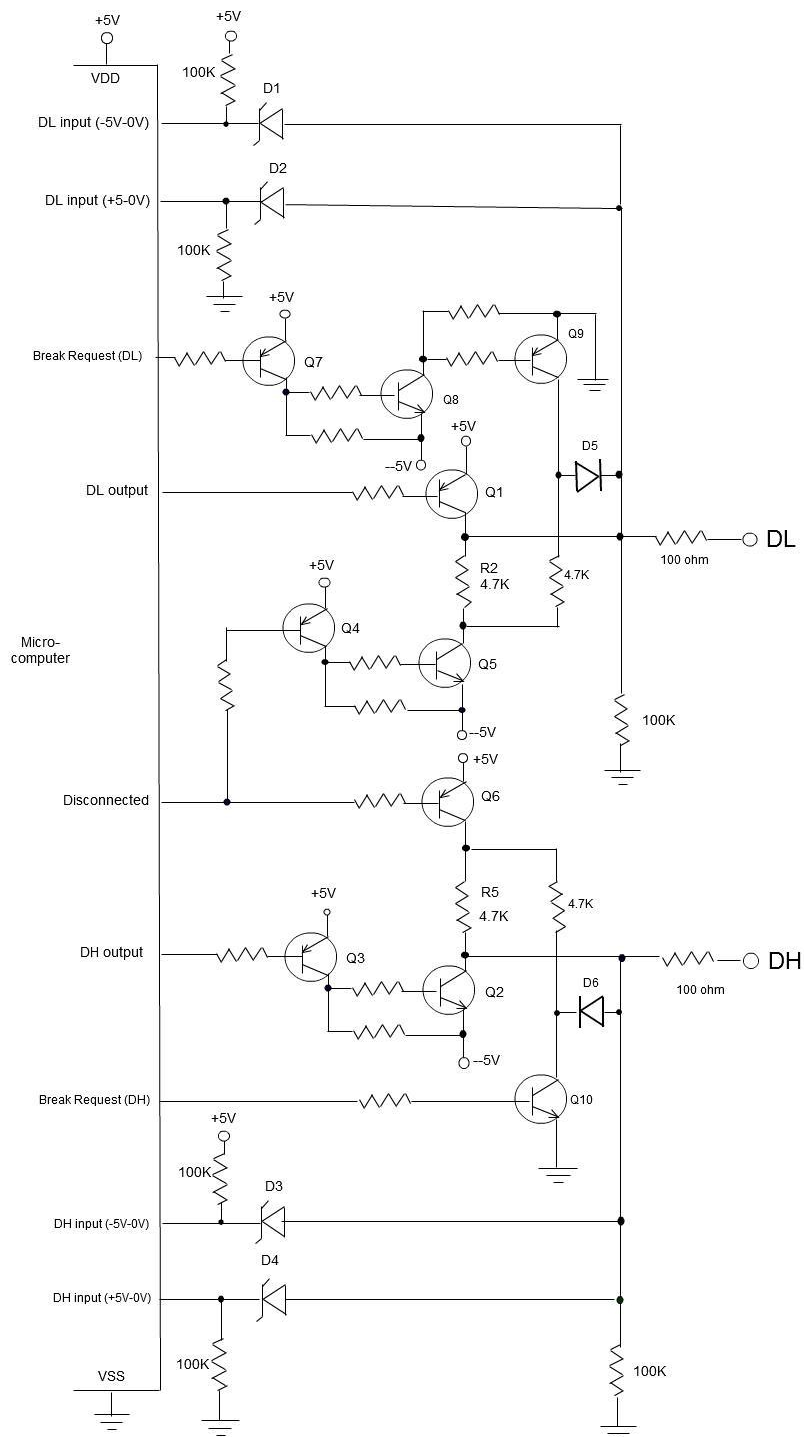 +5V
+5V
VDD
100K
D1
DL input (-5V-0V)
D2
DL input (+5-0V)
100K
+5V
Q9
Break Request (DL)
Q7
Q8
+5V
--5V
D5
DL output
Q1
DL
100 ohm
R2
4.7K
4.7K
+5V
Q4
Micro-
computer
Q5
100K
--5V
+5V
Disconnected
Q6
+5V
R5
4.7K
4.7K
DH output
Q3
DH
100 ohm
Q2
D6
--5V
Break Request (DH)
Q10
+5V
100K
D3
DH input (-5V-0V)
D4
DH input (+5V-0V)
100K
100K
VSS